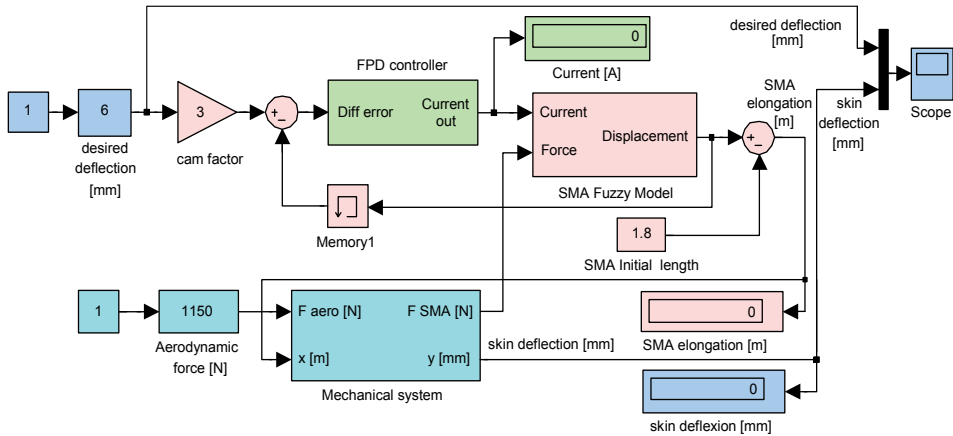 desired deflection
[mm]
0
Current [A]
FPD controller
SMA
elongation
[m]
skin
deflection
[mm]
Scope
1
6
desired
deflection
[mm]
3
cam factor
+
−
Diff error
Current
out
Current
Force
Displacement
SMA Fuzzy Model
+
−
Memory1
1.8
SMA Initial length
1
1150
Aerodynamic
force [N]
F aero [N]
F SMA [N]
x [m]
y [mm]
Mechanical system
skin deflection [mm]
0
SMA elongation [m]
0
skin deflexion [mm]